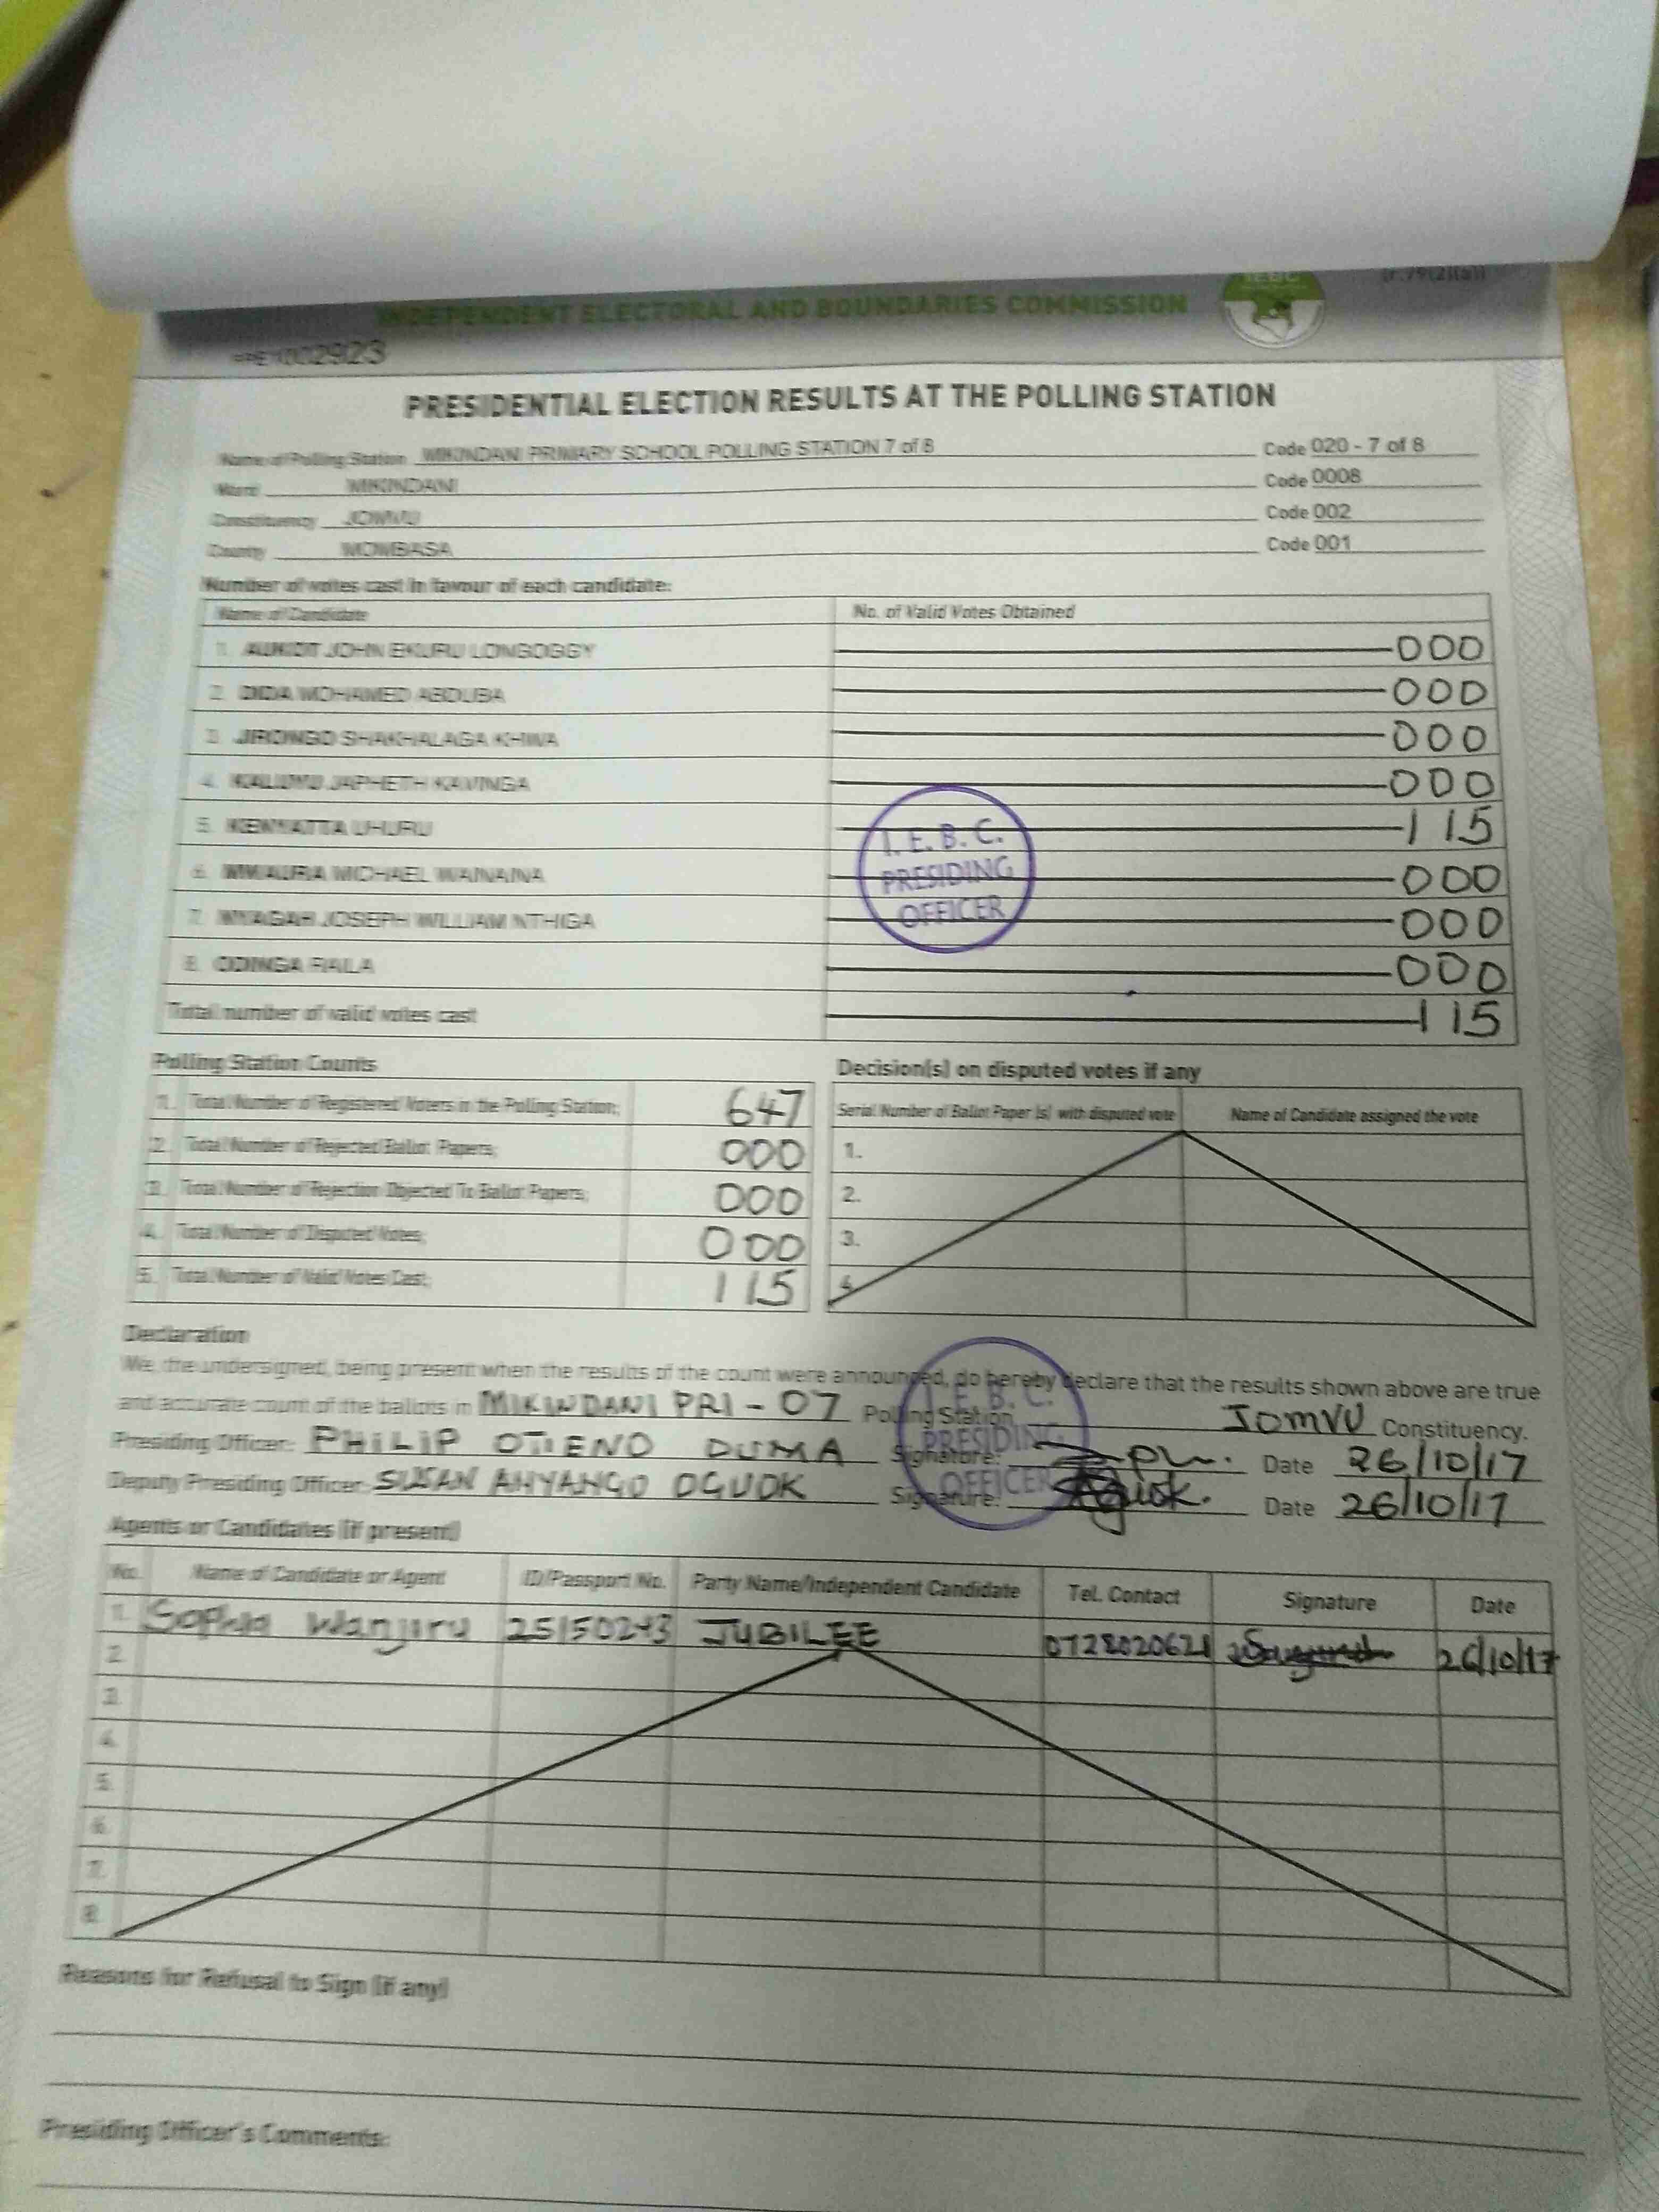 INDEPENDENT ELECTORAL AND BOUNDARIES COMMISSION
PRESIDENTIAL ELECTION RESULTS AT THE POLLING STATION
Name of Polling Station MIKINDANI PRIMARY SCHOOL POLLING STATION 7 of 8 Code 020 - 7 of 8
Ward MIKINDANI Code 0008
Constituency JOMVU Code 002
County MOMBASA Code 001
Number of votes cast in favour of each candidate:
Name of Candidate No. of Valid Votes Obtained
1. AUKOT JOHN EKURU LONGOGGY 000
2. DIDA MOHAMED ABDUBA 000
3. JIRONGO SHAKHALAGA KHWA 000
4. KALUYU JAPHETH KAVINGA 000
5. KENYATTA UHURU 115
6. MWAURA MICHAEL WAINAINA 000
7. NYAGAH JOSEPH WILLIAM NTHIGA 000
8. ODINGA RAILA 000
Total number of valid votes cast 115
I.E.B.C.
PRESIDING
OFFICER
Polling Station Counts
1. Total Number of Registered Voters in the Polling Station; 647
2. Total Number of Rejected Ballot Papers; 000
3. Total Number of Rejection Objected To Ballot Papers; 000
4. Total Number of Disputed Votes; 000
5. Total Number of Valid Votes Cast; 115
Decision(s) on disputed votes if any
Serial Number of Ballot Paper (s) with disputed vote Name of Candidate assigned the vote
1.
2.
3.
4.
Declaration
We, the undersigned, being present when the results of the count were announced, do hereby declare that the results shown above are true
and accurate count of the ballots in MIKINDANI PRI - 07 Polling Station JOMVU Constituency.
Presiding Officer: PHILIP OTIENO DUMA Signature: Date 26/10/17
Deputy Presiding Officer: SUSAN ANYANGO OGUOK Signature: Date 26/10/17
I.E.B.C.
PRESIDING
OFFICER
Agents or Candidates (if present)
No. Name of Candidate or Agent ID/Passport No. Party Name/Independent Candidate Tel. Contact Signature Date
1. Sophia Wanjiru 25150243 JUBILEE 0728020621 26/10/17
2.
3.
4.
5.
6.
7.
8.
Reasons for Refusal to Sign (if any)
Presiding Officer's Comments: